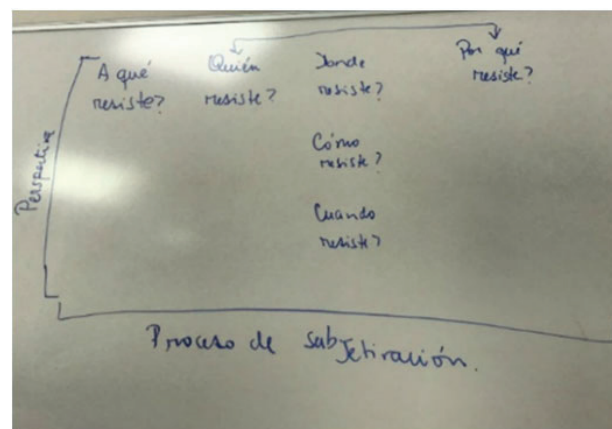 A qué
resiste?
Quién
resiste?
Donde
resiste?
Por qué
resiste?
Cómo
resiste?
Cuando
resiste?
Perspectiva
Proceso de subjetivación.